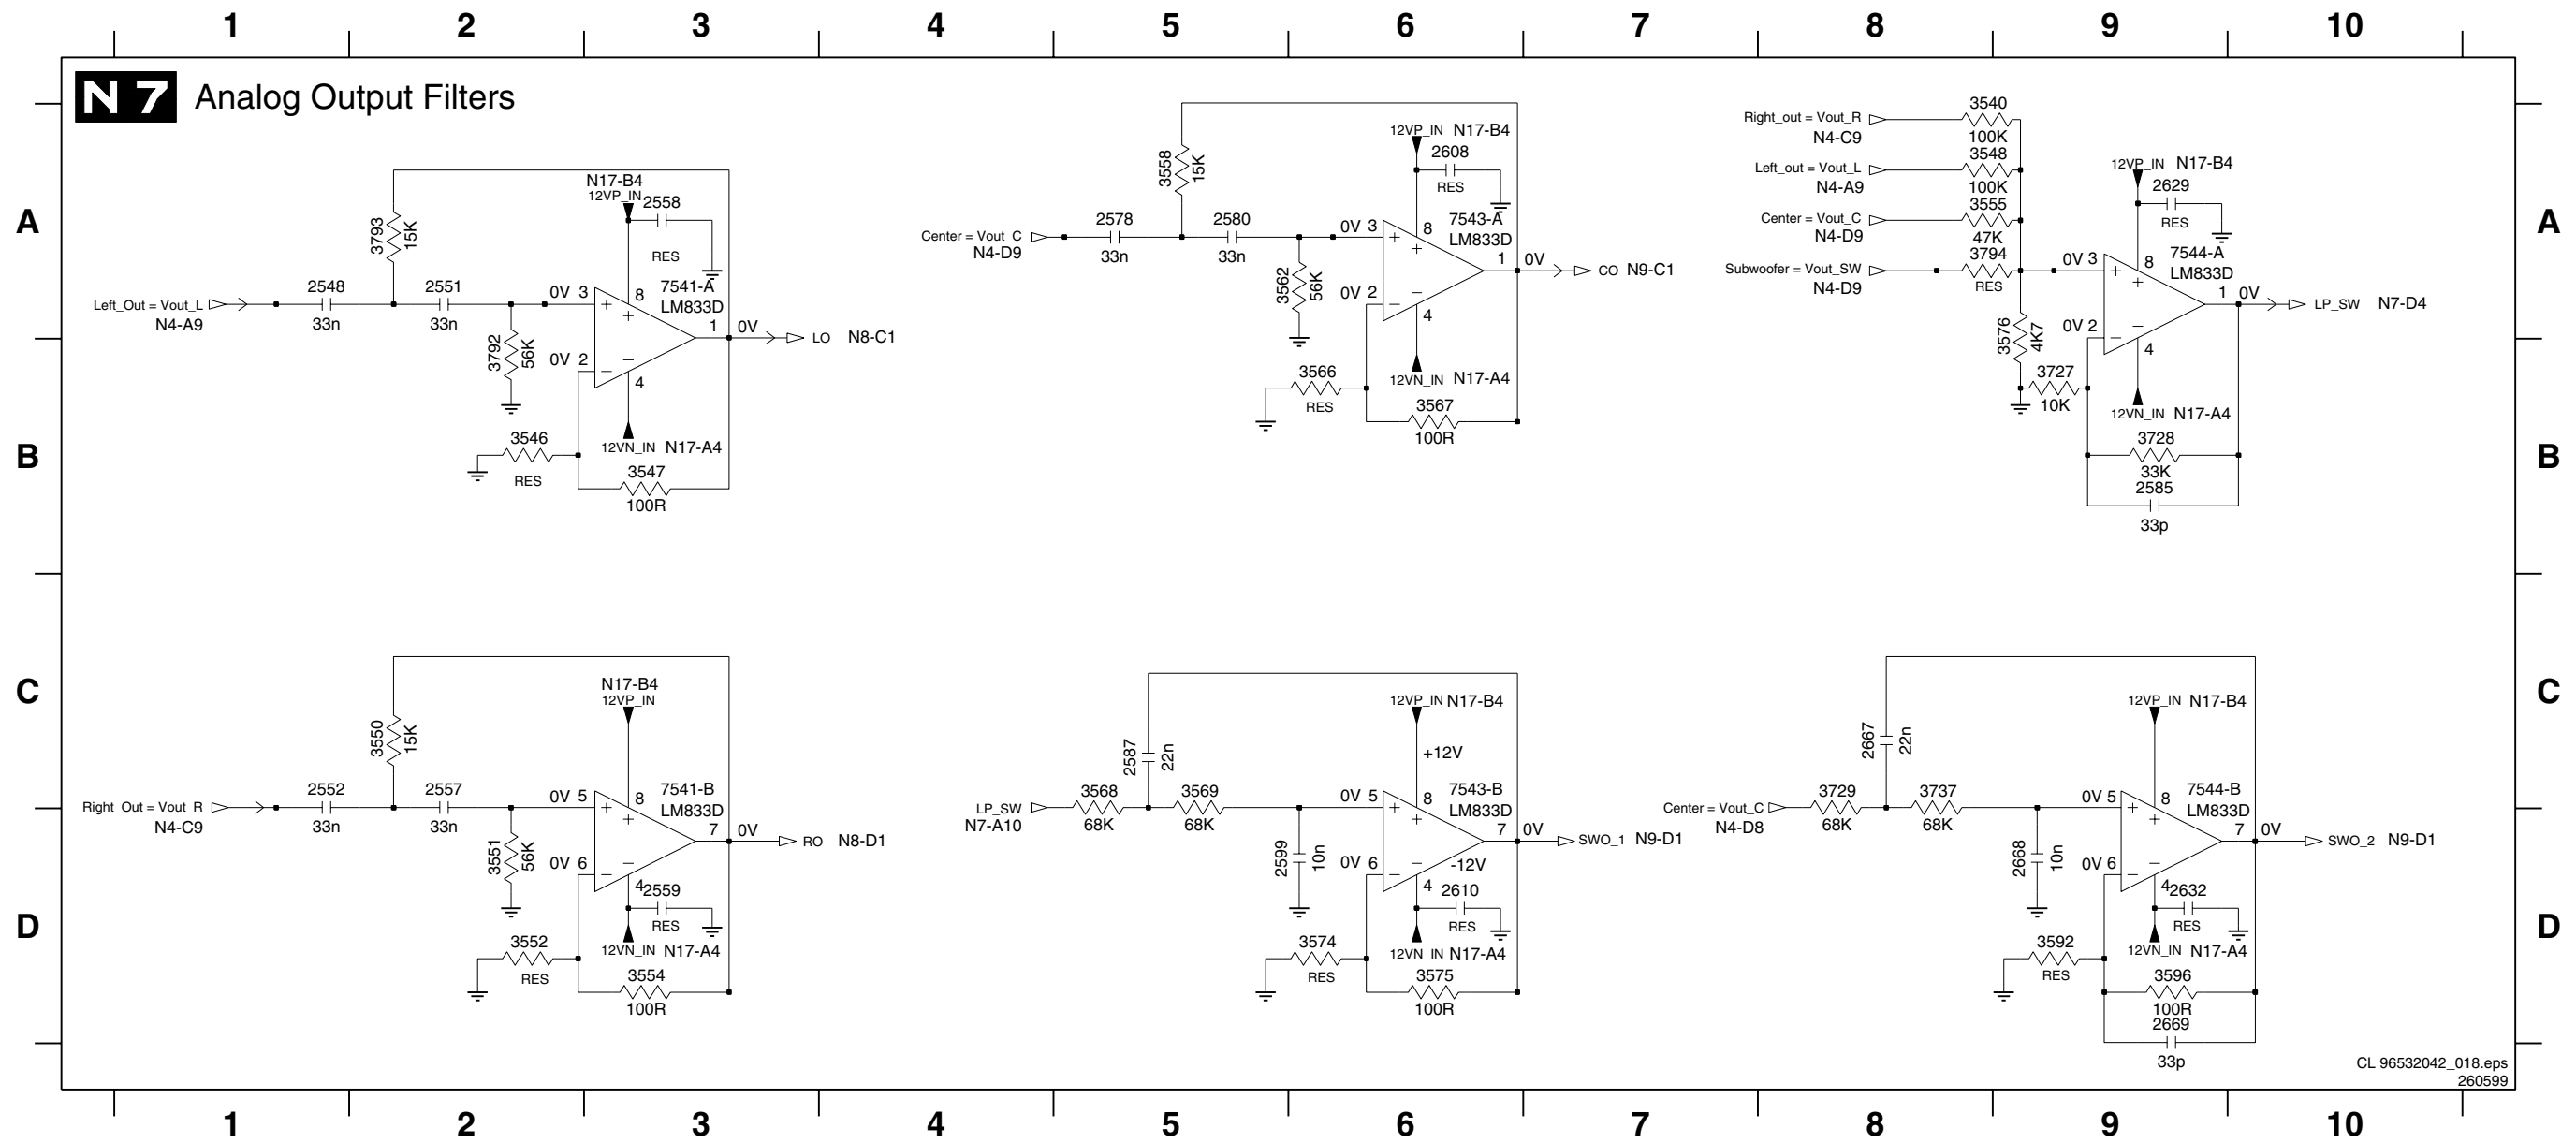 1 2 3 4 5 6 7 8 9 10
N 7 Analog Output Filters
A
B
C
D
Left_Out = Vout_L
N4-A9
2548
33n
3793
15K
2551
33n
3792
56K
N17-B4
12VP_IN
2558
RES
0V 3
0V 2
8
4
7541-A
LM833D
1 0V
LO N8-C1
12VN_IN N17-A4
3546
RES
3547
100R
Center = Vout_C
N4-D9
2578
33n
3558
15K
2580
33n
3562
56K
12VP_IN N17-B4
2608
RES
0V 3
0V 2
8
4
7543-A
LM833D
1 0V
CO N9-C1
12VN_IN N17-A4
3566
RES
3567
100R
Right_out = Vout_R
N4-C9
3540
100K
Left_out = Vout_L
N4-A9
3548
100K
Center = Vout_C
N4-D9
3555
47K
Subwoofer = Vout_SW
N4-D9
3794
RES
3576
4K7
3727
10K
12VP_IN N17-B4
2629
RES
0V 3
0V 2
8
4
7544-A
LM833D
1 0V
LP_SW N7-D4
12VN_IN N17-A4
3728
33K
2585
33p
Right_Out = Vout_R
N4-C9
2552
33n
3550
15K
2557
33n
3551
56K
N17-B4
12VP_IN
0V 5
0V 6
8
4
7541-B
LM833D
7 0V
RO N8-D1
2559
RES
12VN_IN N17-A4
3552
RES
3554
100R
LP_SW
N7-A10
3568
68K
2587
22n
3569
68K
2599
10n
12VP_IN N17-B4
+12V
0V 5
0V 6
8
4
7543-B
LM833D
7 0V
-12V
SWO_1 N9-D1
2610
RES
12VN_IN N17-A4
3574
RES
3575
100R
Center = Vout_C
N4-D8
3729
68K
2667
22n
3737
68K
2668
10n
12VP_IN N17-B4
0V 5
0V 6
8
4
7544-B
LM833D
7 0V
SWO_2 N9-D1
2632
RES
12VN_IN N17-A4
3592
RES
3596
100R
2669
33p
A
B
C
D
CL 96532042_018.eps
260599
1 2 3 4 5 6 7 8 9 10